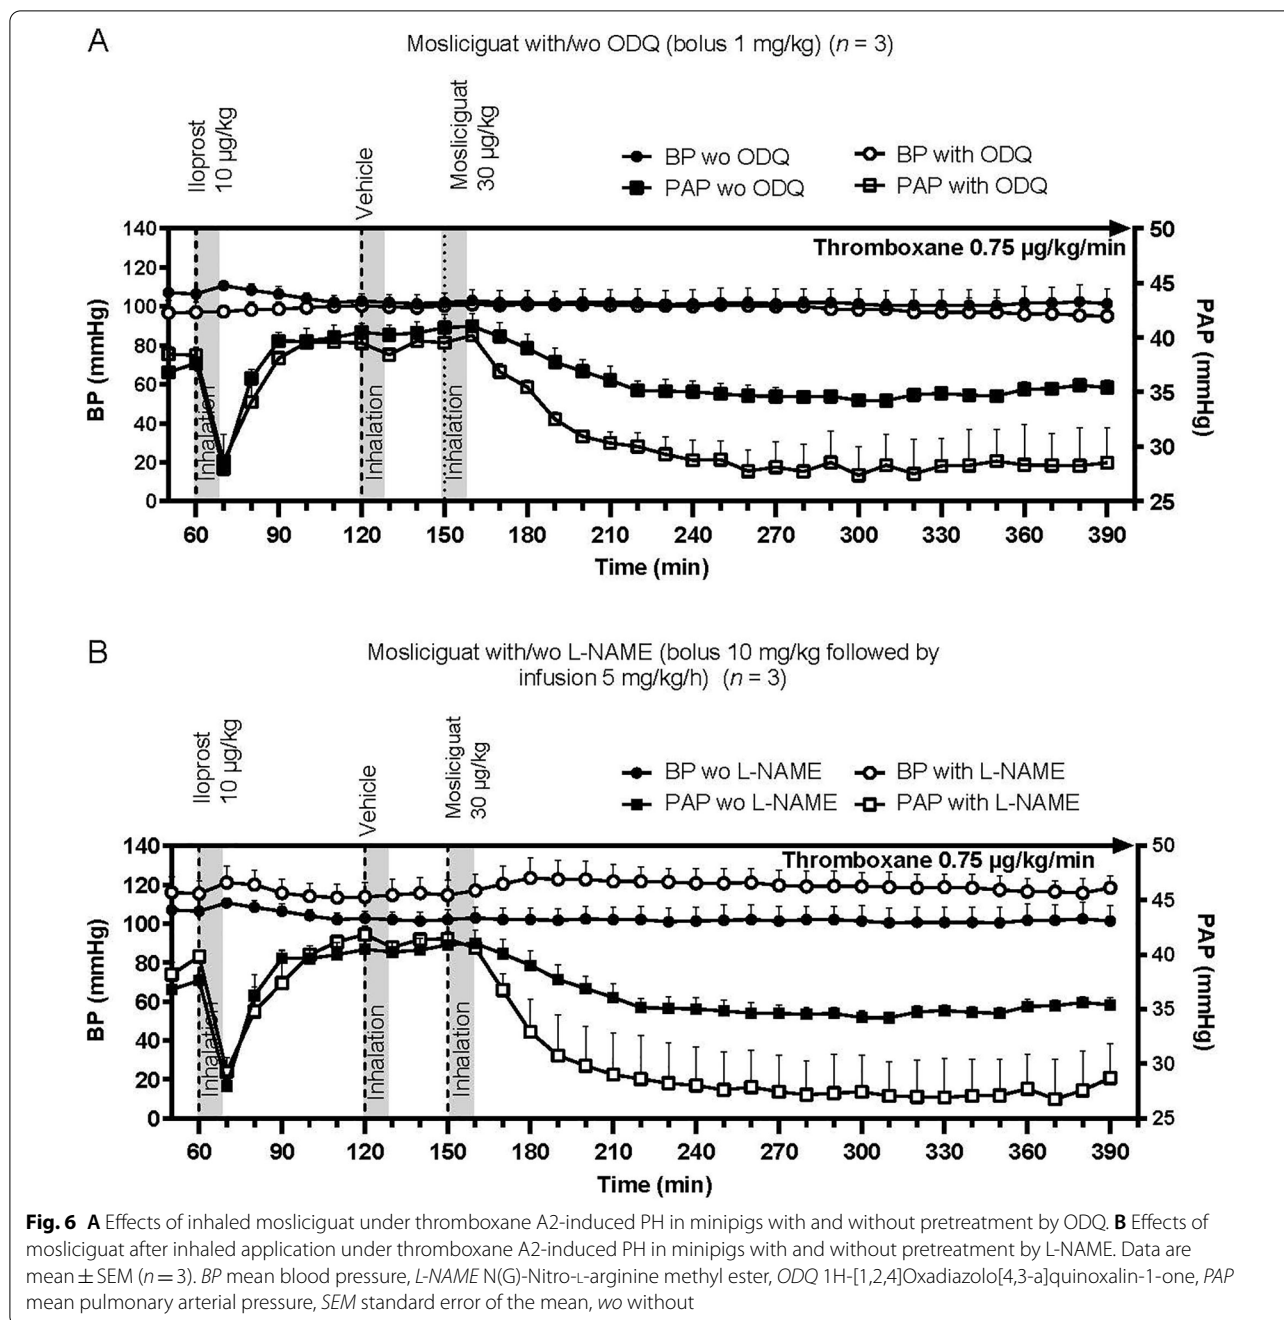 A
Mosliciguat with/wo ODQ (bolus 1 mg/kg) (n = 3)
Iloprost
10 µg/kg
Vehicle
Mosliciguat
30 µg/kg
BP wo ODQ
BP with ODQ
PAP wo ODQ
PAP with ODQ
Thromboxane 0.75 µg/kg/min
BP (mmHg)
140
120
100
80
60
40
20
0
PAP (mmHg)
50
45
40
35
30
25
Inhalation
Inhalation
Inhalation
60 90 120 150 180 210 240 270 300 330 360 390
Time (min)
B
Mosliciguat with/wo L-NAME (bolus 10 mg/kg followed by
infusion 5 mg/kg/h) (n = 3)
Iloprost
10 µg/kg
Vehicle
Mosliciguat
30 µg/kg
BP wo L-NAME
BP with L-NAME
PAP wo L-NAME
PAP with L-NAME
Thromboxane 0.75 µg/kg/min
BP (mmHg)
140
120
100
80
60
40
20
0
PAP (mmHg)
50
45
40
35
30
25
Inhalation
Inhalation
Inhalation
60 90 120 150 180 210 240 270 300 330 360 390
Time (min)
Fig. 6 A Effects of inhaled mosliciguat under thromboxane A2-induced PH in minipigs with and without pretreatment by ODQ. B Effects of
mosliciguat after inhaled application under thromboxane A2-induced PH in minipigs with and without pretreatment by L-NAME. Data are
mean ± SEM (n = 3). BP mean blood pressure, L-NAME N(G)-Nitro-L-arginine methyl ester, ODQ 1H-[1,2,4]Oxadiazolo[4,3-a]quinoxalin-1-one, PAP
mean pulmonary arterial pressure, SEM standard error of the mean, wo without